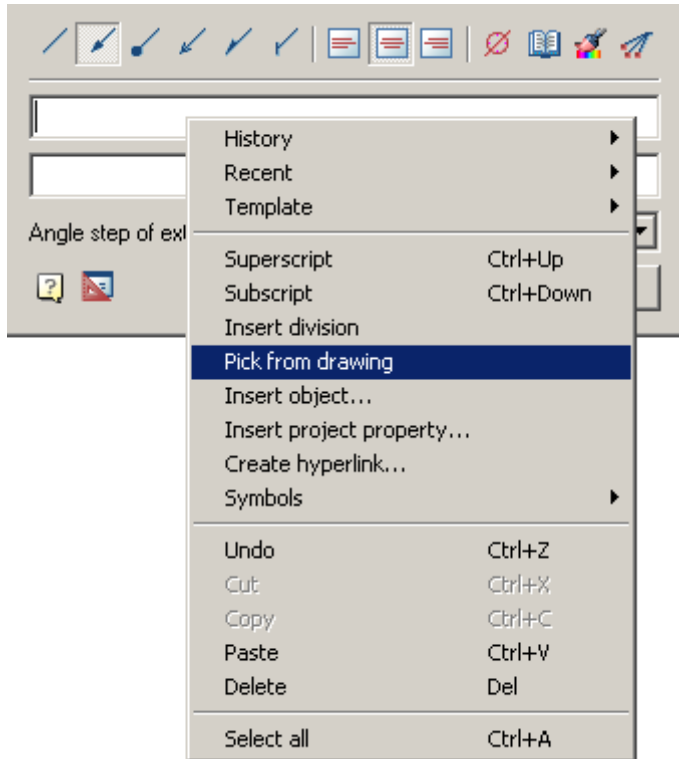 History
Recent
Template
Angle step of ex
Superscript Ctrl+Up
Subscript Ctrl+Down
Insert division
Pick from drawing
Insert object...
Insert project property...
Create hyperlink...
Symbols
Undo Ctrl+Z
Cut Ctrl+X
Copy Ctrl+C
Paste Ctrl+V
Delete Del
Select all Ctrl+A